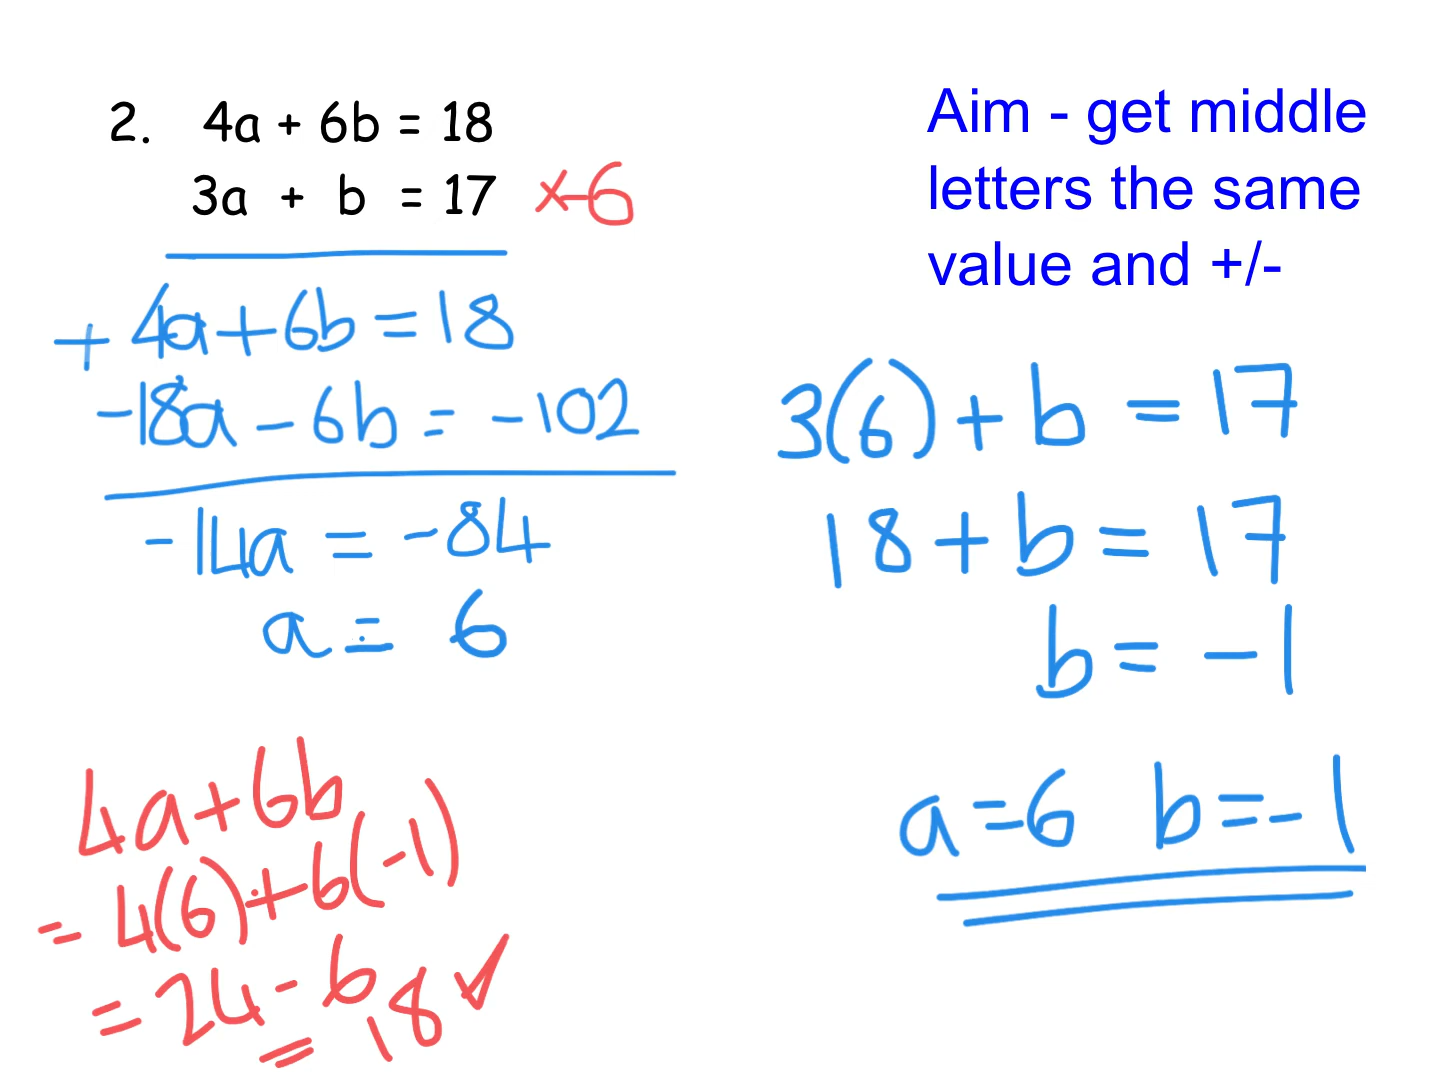 2. 4a + 6b = 18
3a + b = 17 ×-6
+ 4a + 6b = 18
-18a - 6b = -102
-14a = -84
a = 6
4a + 6b
= 4(6) + 6(-1)
= 24 - 6
= 18 ✓
Aim - get middle
letters the same
value and +/-
3(6) + b = 17
18 + b = 17
b = -1
a = 6 b = -1